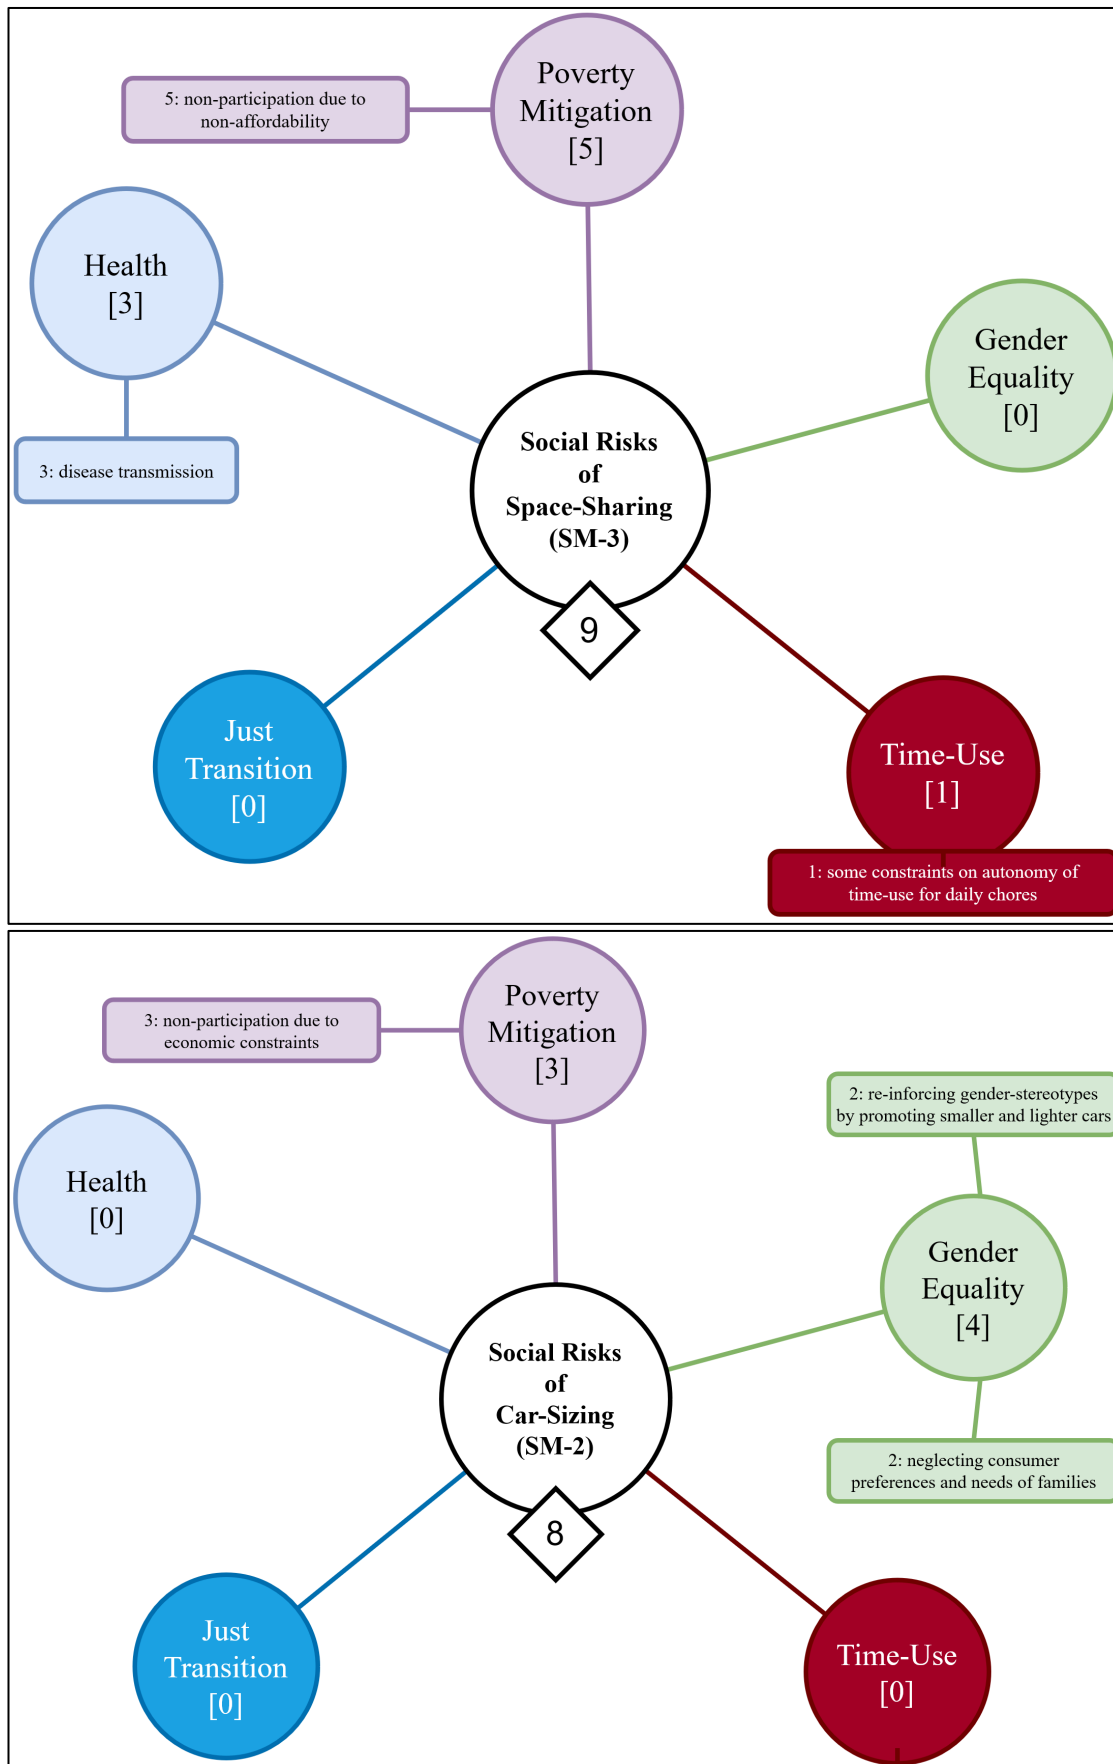 Poverty
Mitigation
[5]
5: non-participation due to
non-affordability
Health
[3]
3: disease transmission
Gender
Equality
[0]
Social Risks
of
Space-Sharing
(SM-3)
9
Just
Transition
[0]
Time-Use
[1]
1: some constraints on autonomy of
time-use for daily chores
Poverty
Mitigation
[3]
3: non-participation due to
economic constraints
2: re-inforcing gender-stereotypes
by promoting smaller and lighter cars
Health
[0]
Gender
Equality
[4]
2: neglecting consumer
preferences and needs of families
Social Risks
of
Car-Sizing
(SM-2)
8
Just
Transition
[0]
Time-Use
[0]